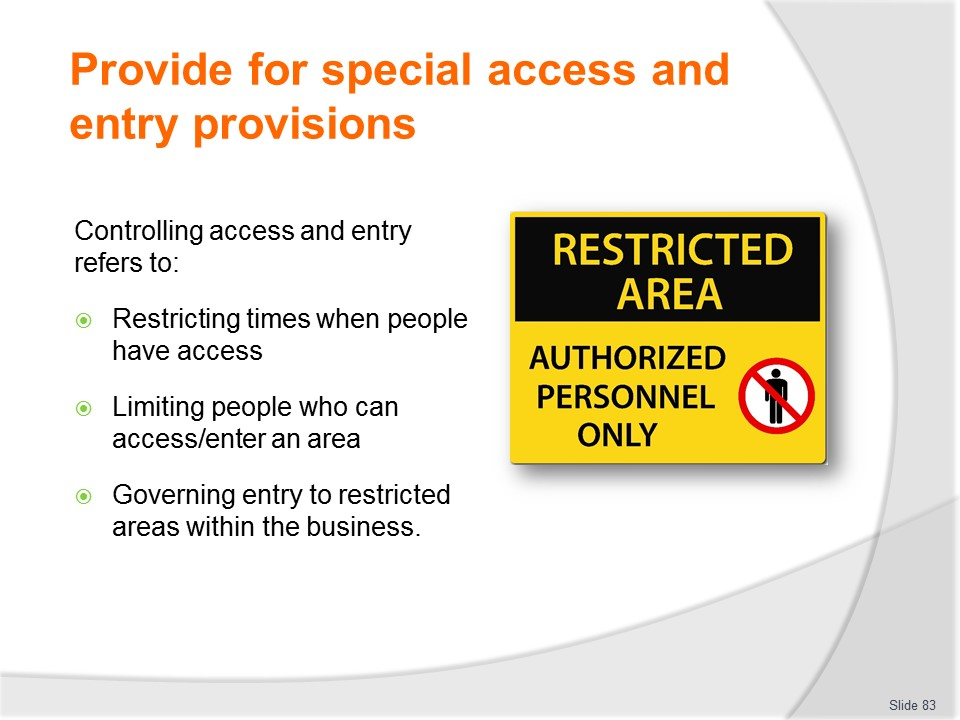 Provide for special access and
entry provisions
Controlling access and entry
refers to:
Restricting times when people
have access
Limiting people who can
access/enter an area
Governing entry to restricted
areas within the business.
RESTRICTED
AREA
AUTHORIZED
PERSONNEL
ONLY
Slide 83